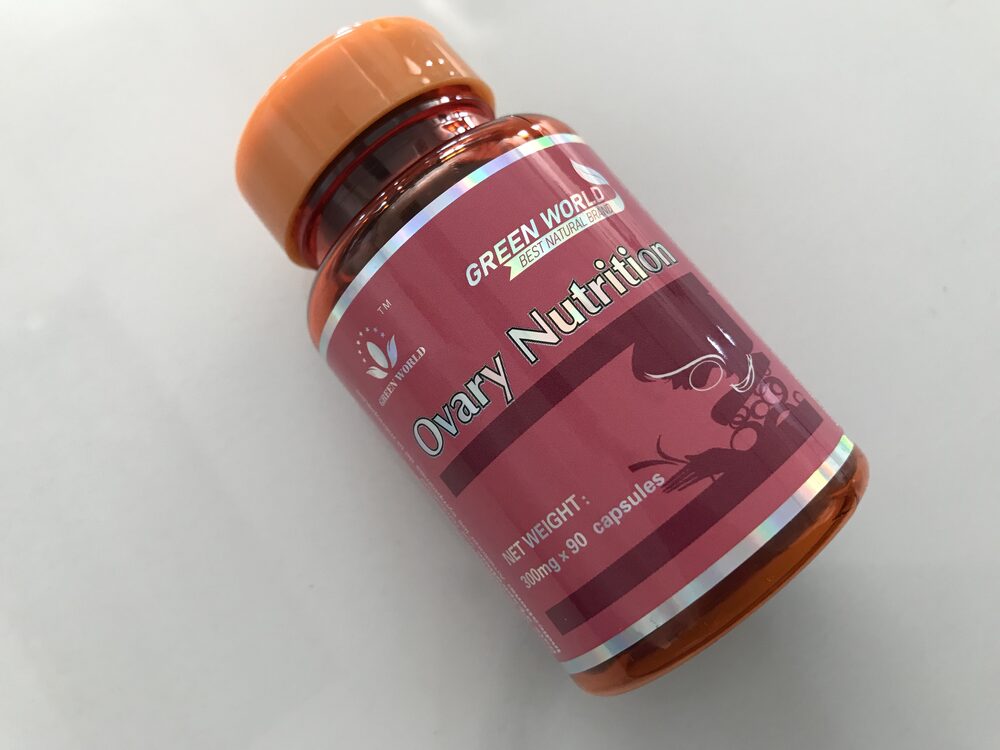 GREEN WORLD
BEST NATURAL BRAND
TM
GREEN WORLD
Ovary Nutrition
NET WEIGHT :
300mg × 90 capsules